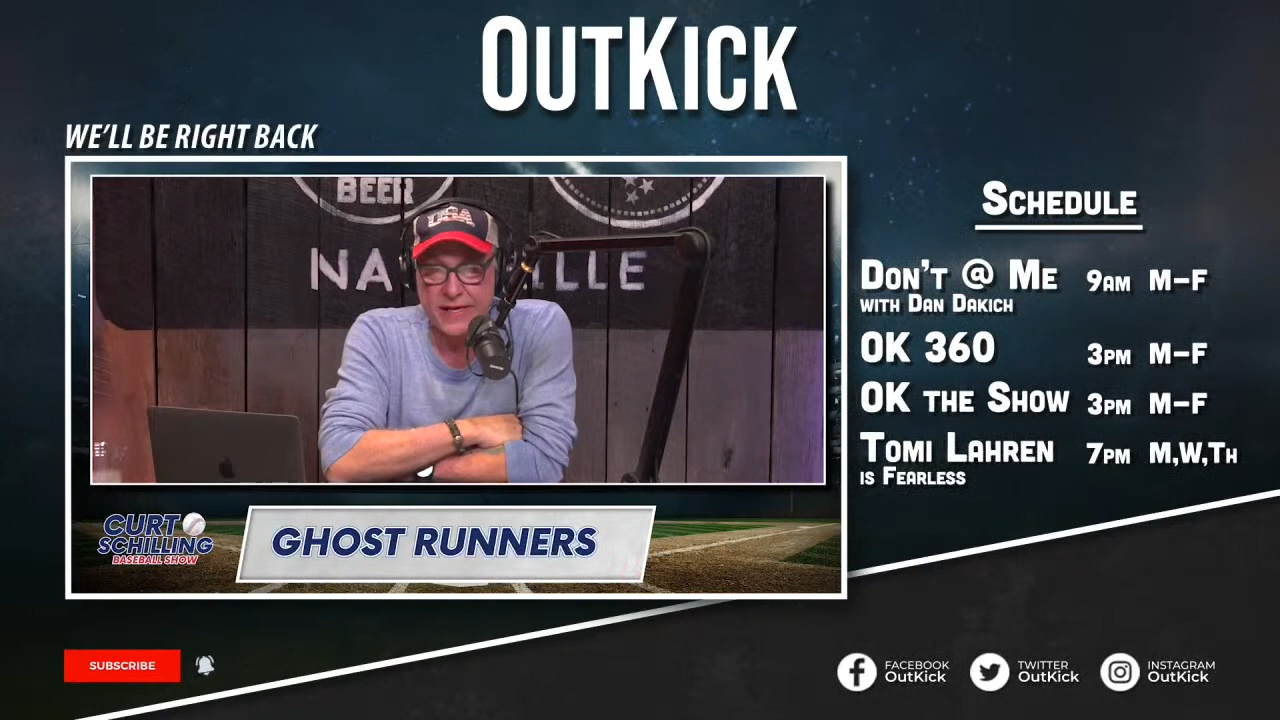 OUTKICK
WE'LL BE RIGHT BACK
BEER
NA ILLE
USA
CURT
SCHILLING
BASEBALL SHOW
GHOST RUNNERS
SCHEDULE
DON'T @ ME 9AM M-F
WITH DAN DAKICH
OK 360 3PM M-F
OK THE SHOW 3PM M-F
TOMI LAHREN 7PM M,W,TH
IS FEARLESS
SUBSCRIBE
FACEBOOK
OutKick
TWITTER
OutKick
INSTAGRAM
OutKick